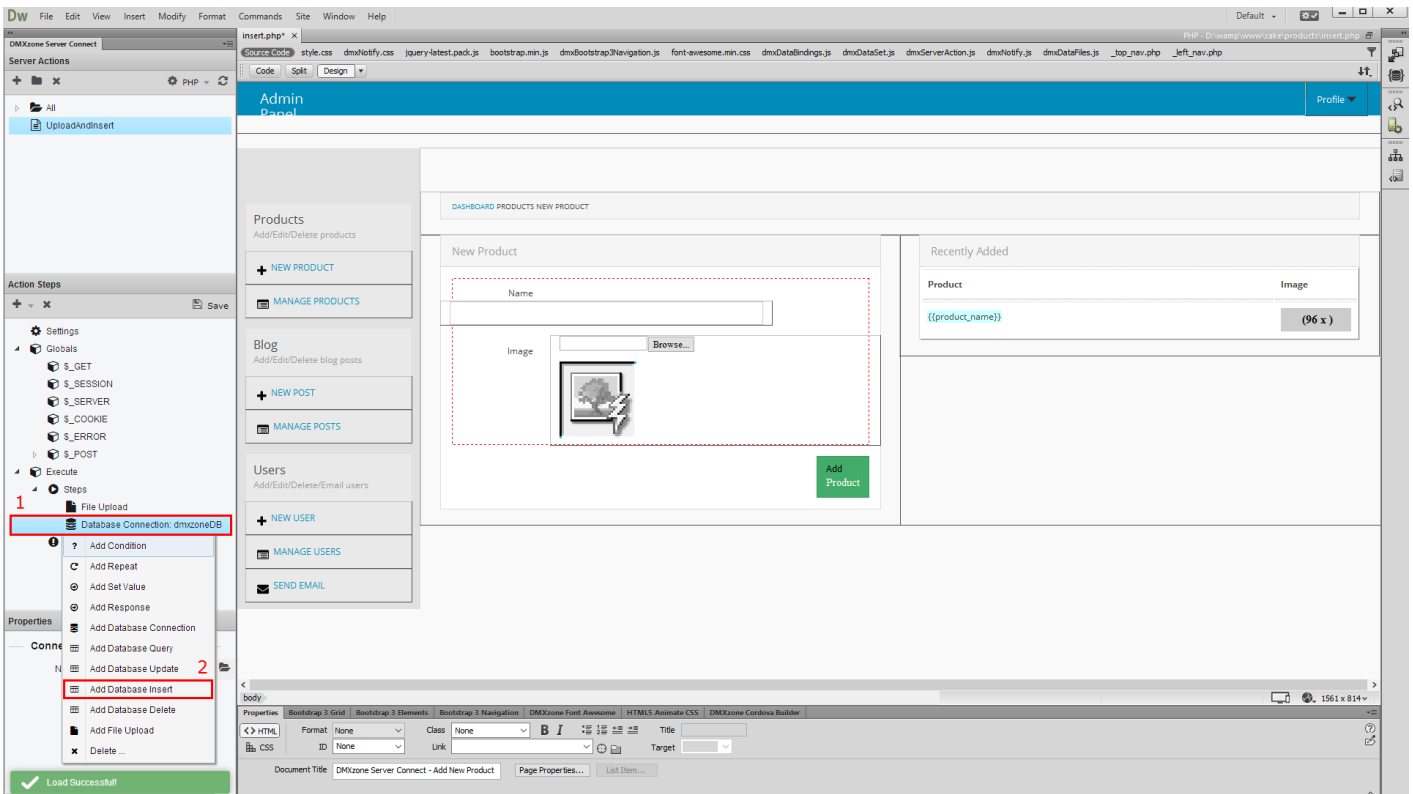 DW File Edit View Insert Modify Format Commands Site Window Help Default
DMXzone Server Connect
Server Actions
PHP
All
UploadAndInsert
Action Steps
Save
Settings
Globals
$_GET
$_SESSION
$_SERVER
$_COOKIE
$_ERROR
$_POST
Execute
Steps
1
File Upload
Database Connection: dmxzoneDB
Add Condition
Add Repeat
Add Set Value
Add Response
Add Database Connection
Add Database Query
Add Database Update
2
Add Database Insert
Add Database Delete
Add File Upload
Delete ...
Properties
Conne
N
Load Successful!
insert.php* ×
PHP - D:\wamp\www\cake\products\insert.php
Source Code style.css dmxNotify.css jquery-latest.pack.js bootstrap.min.js dmxBootstrap3Navigation.js font-awesome.min.css dmxDataBindings.js dmxDataSet.js dmxServerAction.js dmxNotify.js dmxDataFiles.js _top_nav.php _left_nav.php
Code Split Design
Admin
Panel
Profile
Products
Add/Edit/Delete products
NEW PRODUCT
MANAGE PRODUCTS
Blog
Add/Edit/Delete blog posts
NEW POST
MANAGE POSTS
Users
Add/Edit/Delete/Email users
NEW USER
MANAGE USERS
SEND EMAIL
DASHBOARD PRODUCTS NEW PRODUCT
New Product
Name
Image
Browse...
Add
Product
Recently Added
Product Image
{{product_name}} (96 x )
body
1561 x 814
Properties Bootstrap 3 Grid Bootstrap 3 Elements Bootstrap 3 Navigation DMXzone Font Awesome HTML5 Animate CSS DMXzone Cordova Builder
<> HTML Format None Class None B I Title
CSS ID None Link Target
Document Title DMXzone Server Connect - Add New Product Page Properties... List Item...